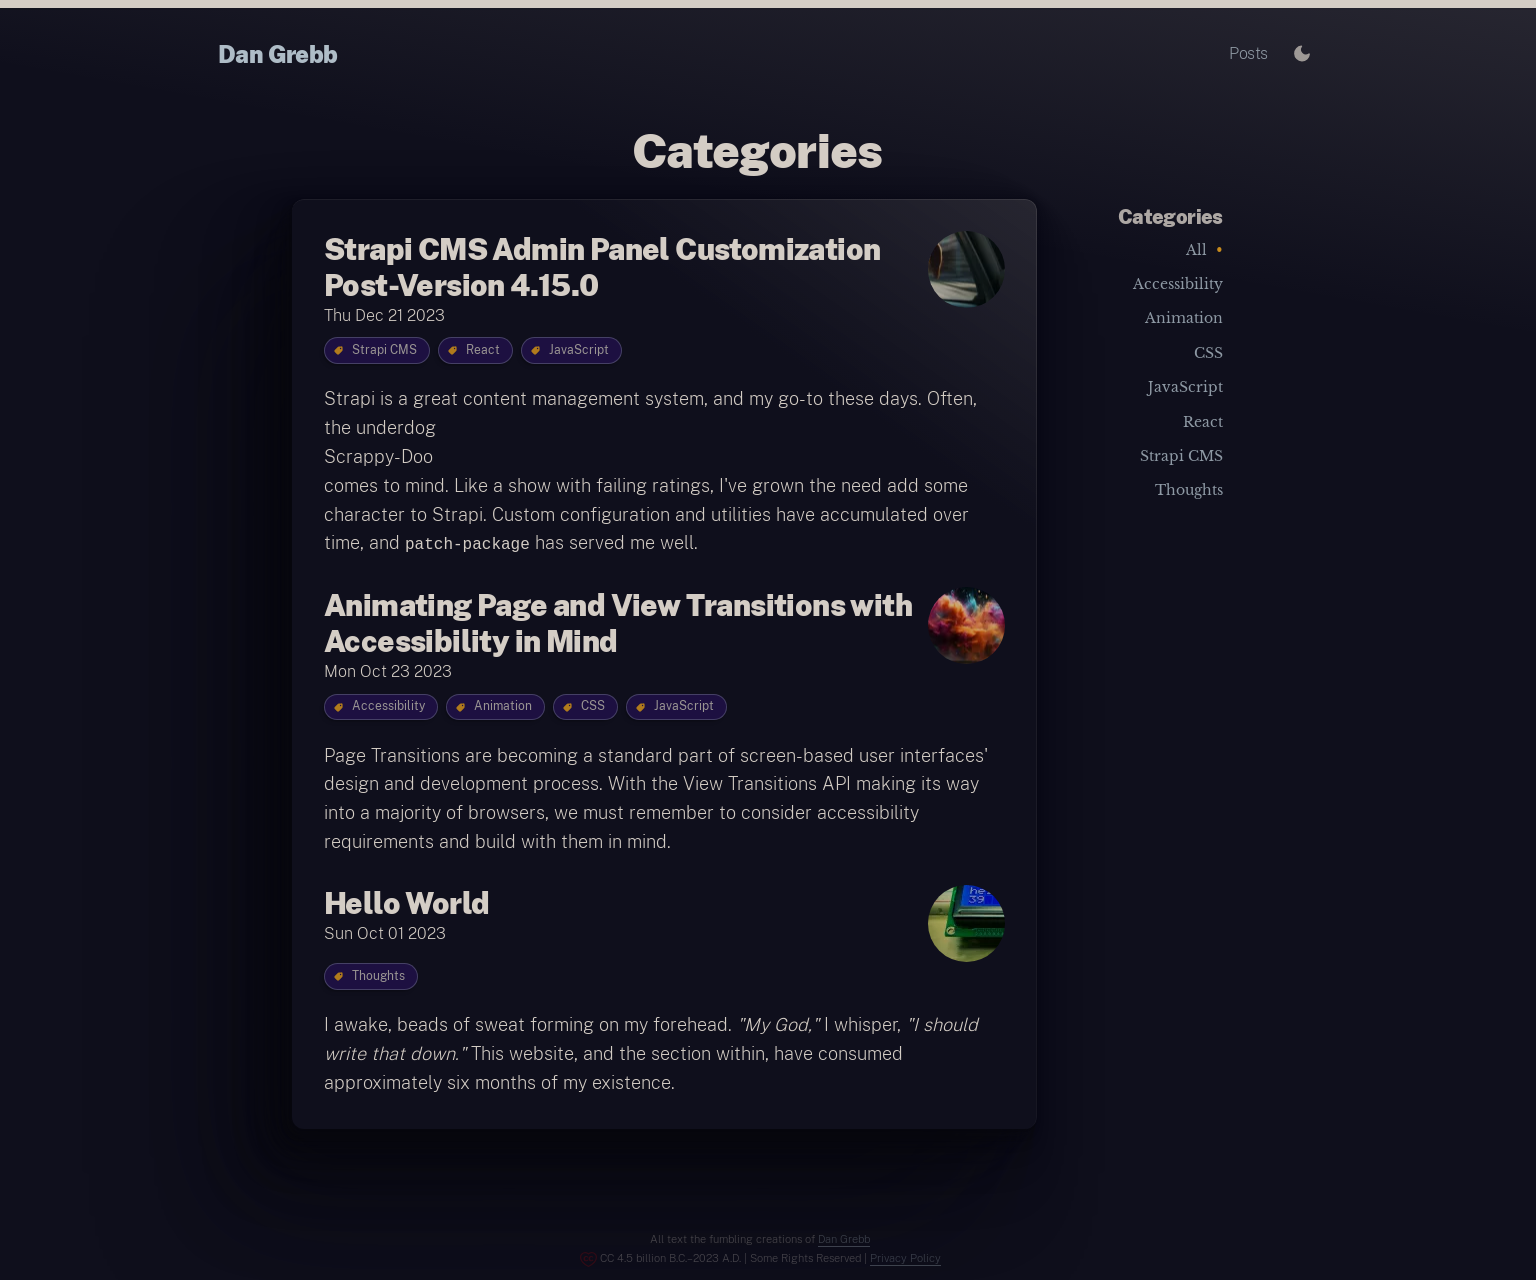 Dan Grebb
Posts
Categories
Strapi CMS Admin Panel Customization
Post-Version 4.15.0
Thu Dec 21 2023
Strapi CMS React JavaScript
Strapi is a great content management system, and my go-to these days. Often,
the underdog
Scrappy-Doo
comes to mind. Like a show with failing ratings, I've grown the need add some
character to Strapi. Custom configuration and utilities have accumulated over
time, and patch-package has served me well.
Animating Page and View Transitions with
Accessibility in Mind
Mon Oct 23 2023
Accessibility Animation CSS JavaScript
Page Transitions are becoming a standard part of screen-based user interfaces'
design and development process. With the View Transitions API making its way
into a majority of browsers, we must remember to consider accessibility
requirements and build with them in mind.
Hello World
Sun Oct 01 2023
Thoughts
I awake, beads of sweat forming on my forehead. "My God," I whisper, "I should
write that down." This website, and the section within, have consumed
approximately six months of my existence.
Categories
All •
Accessibility
Animation
CSS
JavaScript
React
Strapi CMS
Thoughts
All text the fumbling creations of Dan Grebb
CC 4.5 billion B.C.–2023 A.D. | Some Rights Reserved | Privacy Policy